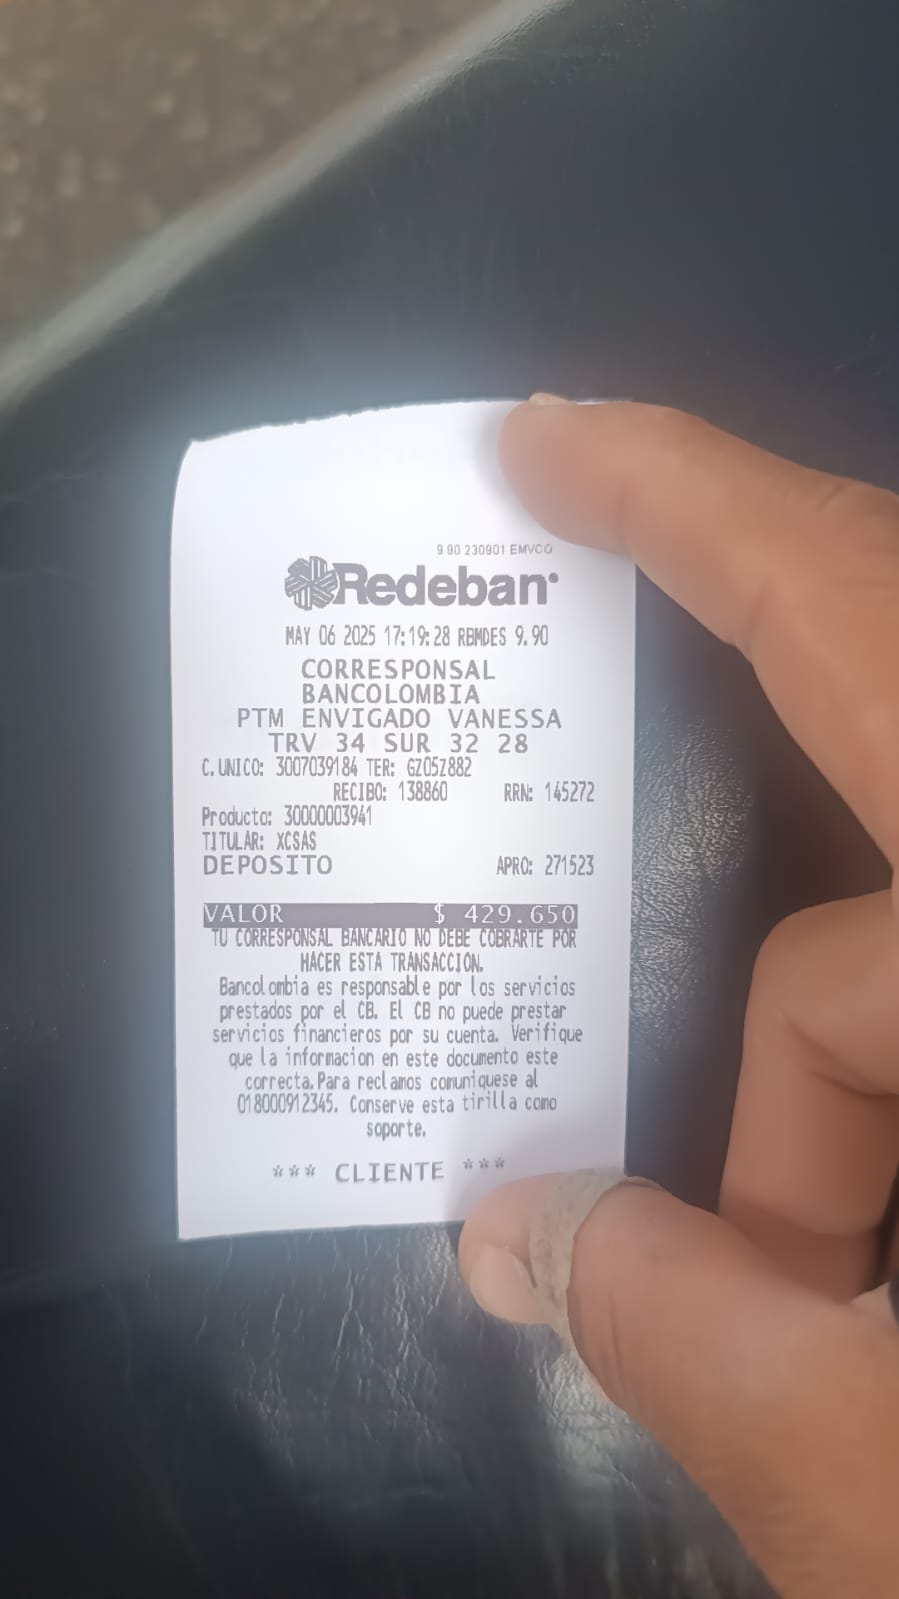 9.90 230901 EMVCO
Redeban
MAY 06 2025 17:19:28 RBMDES 9.90
CORRESPONSAL
BANCOLOMBIA
PTM ENVIGADO VANESSA
TRV 34 SUR 32 28
C.UNICO: 3007039184 TER: GZ05Z882
RECIBO: 138860 RRN: 145272
Producto: 30000003941
TITULAR: XCSAS
DEPOSITO APRO: 271523
VALOR $ 429.650
TU CORRESPONSAL BANCARIO NO DEBE COBRARTE POR
HACER ESTA TRANSACCION.
Bancolombia es responsable por los servicios
prestados por el CB. El CB no puede prestar
servicios financieros por su cuenta. Verifique
que la informacion en este documento este
correcta.Para reclamos comuniquese al
018000912345. Conserve esta tirilla como
soporte.
*** CLIENTE ***